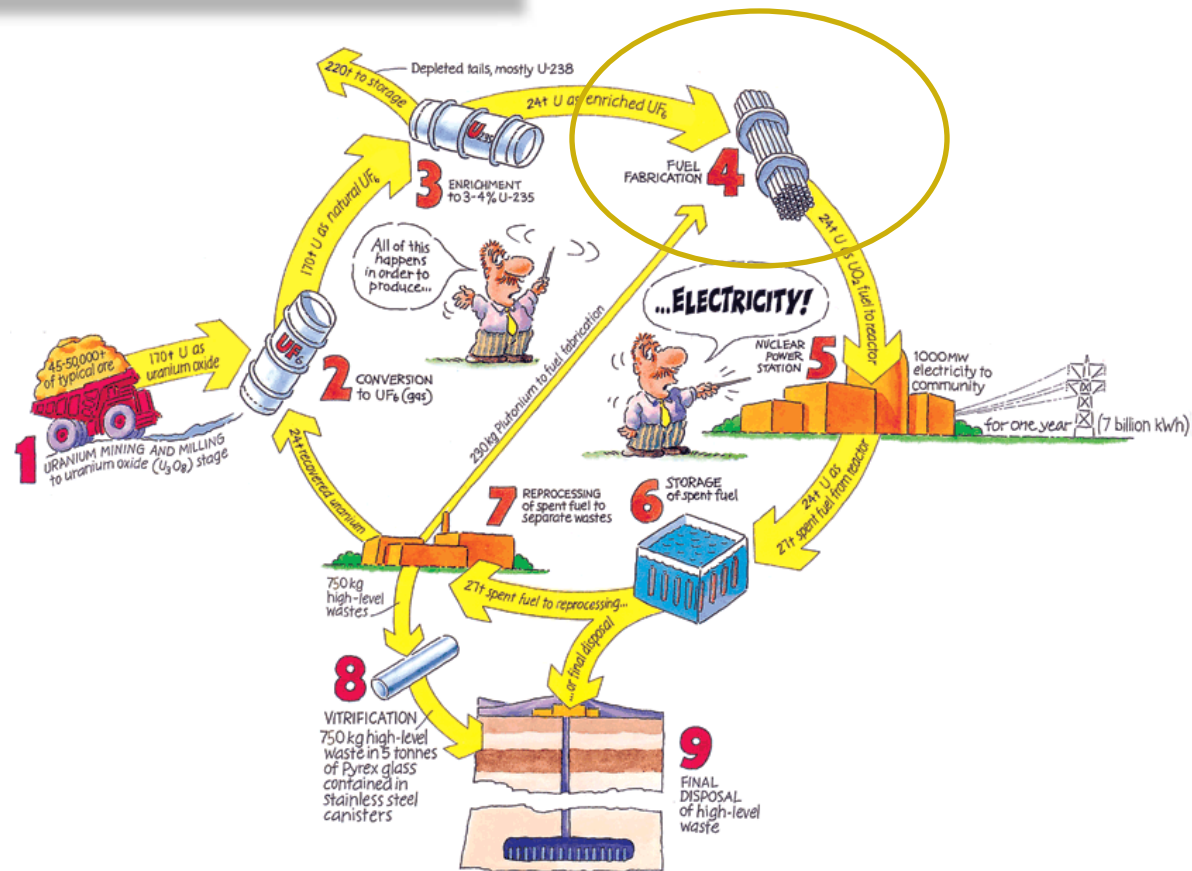 220t to storage
Depleted tails, mostly U-238
24t U as enriched UF₆
U235
3
ENRICHMENT
to 3-4% U-235
FUEL
FABRICATION
4
170t U as natural UF₆
All of this
happens
in order to
produce...
24t U as UO₂ fuel to reactor
...ELECTRICITY!
45-50,000t
of typical ore
170t U as
uranium oxide
UF₆
2
CONVERSION
to UF₆ (gas)
230kg Plutonium to fuel fabrication
NUCLEAR
POWER
STATION
5
1000MW
electricity to
community
for one year (7 billion kWh)
1
URANIUM MINING AND MILLING
to uranium oxide (U₃O₈) stage
24t recovered uranium
24t U as
27t spent fuel from reactor
7
REPROCESSING
of spent fuel to
separate wastes
6
STORAGE
of spent fuel
750 kg
high-level
wastes
27t spent fuel to reprocessing...
...or final disposal
8
VITRIFICATION
750 kg high-level
waste in 5 tonnes
of Pyrex glass
contained in
stainless steel
canisters
9
FINAL
DISPOSAL
of high-level
waste